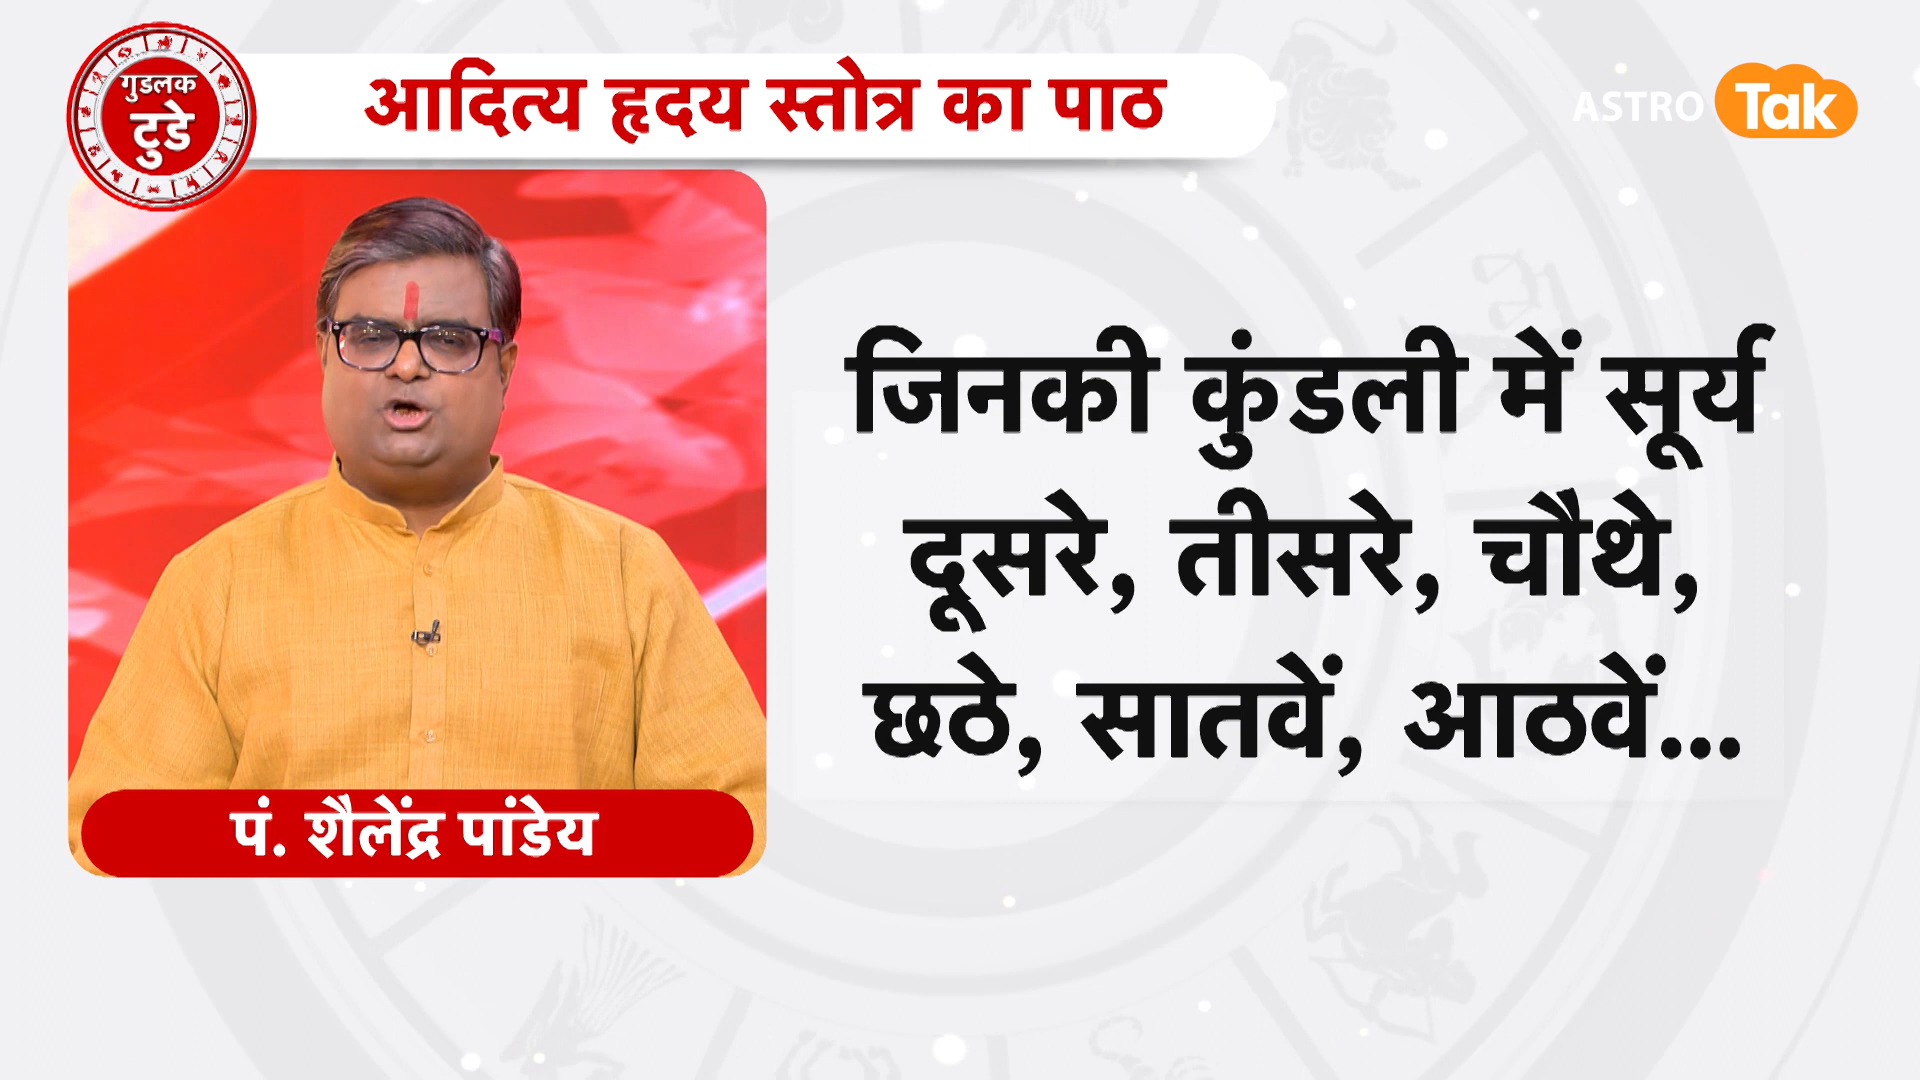 गुडलक
टुडे
आदित्य हृदय स्तोत्र का पाठ
ASTRO Tak
जिनकी कुंडली में सूर्य
दूसरे, तीसरे, चौथे,
छठे, सातवें, आठवें...
पं. शैलेंद्र पांडेय